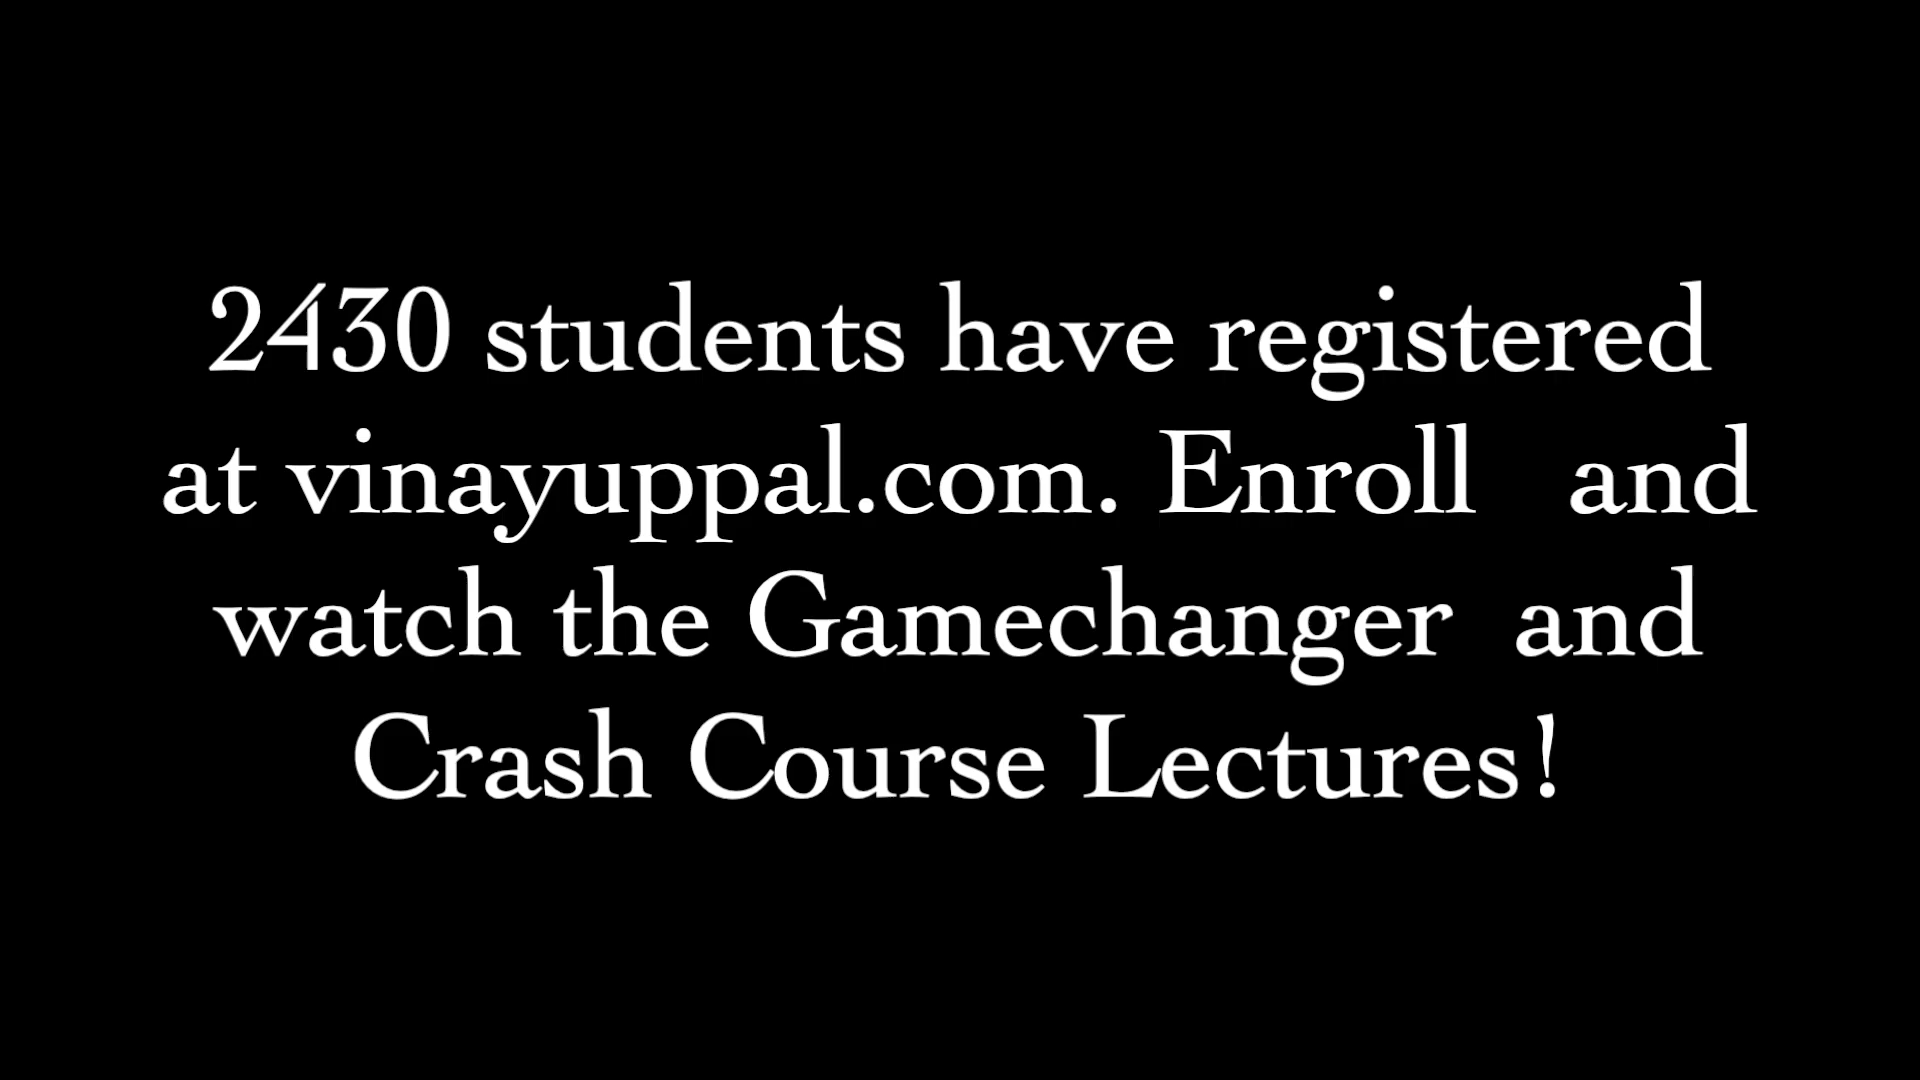 2430 students have registered
at vinayuppal.com. Enroll and
watch the Gamechanger and
Crash Course Lectures!